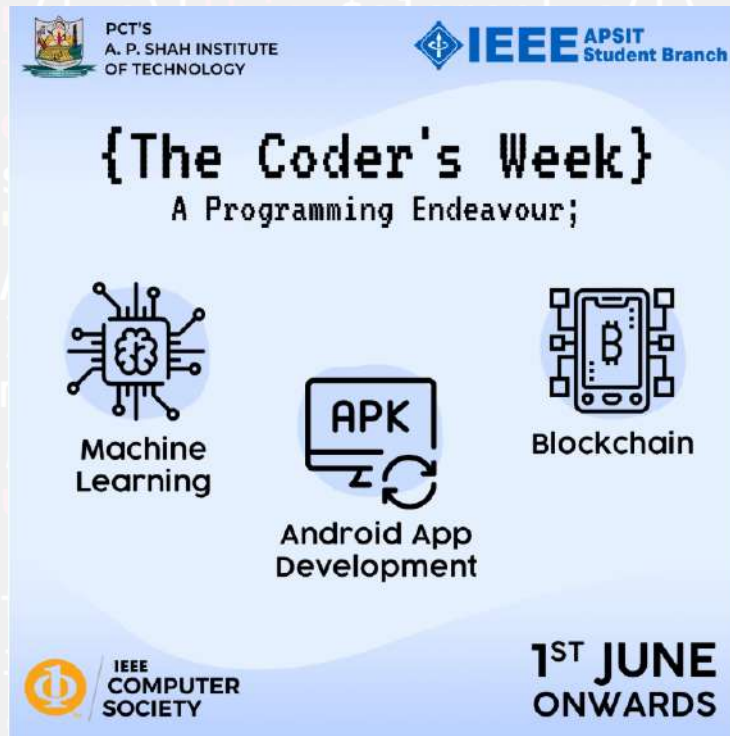 PCT'S
A. P. SHAH INSTITUTE
OF TECHNOLOGY
IEEE APSIT
Student Branch
{The Coder's Week}
A Programming Endeavour;
Machine
Learning
APK
Android App
Development
B
Blockchain
IEEE
COMPUTER
SOCIETY
1ST JUNE
ONWARDS